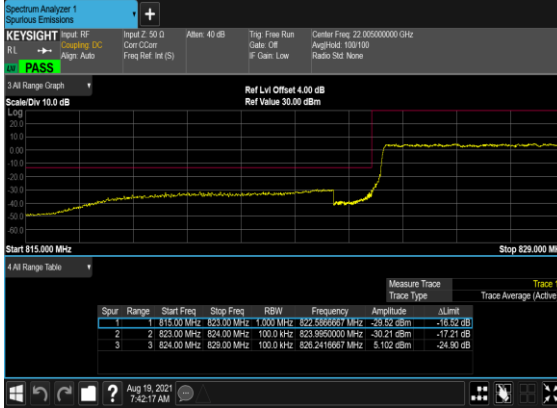 Spectrum Analyzer 1
Spurious Emissions
+
KEYSIGHT Input: RF Input Z: 50 Ω Atten: 40 dB Trig: Free Run Center Freq: 22.005000000 GHz
RL Coupling: DC Corr CCorr Gate: Off Avg|Hold: 100/100
Align: Auto Freq Ref: Int (S) IF Gain: Low Radio Std: None
PASS
3.All Range Graph Ref Lvl Offset 4.00 dB
Scale/Div 10.0 dB Ref Value 30.00 dBm
Log
20.0
10.0
0.00
-10.0
-20.0
-30.0
-40.0
-50.0
-60.0
Start 815.000 MHz Stop 829.000 MH
4.All Range Table
Measure Trace Trace 1
Trace Type Trace Average (Active
Spur Range Start Freq Stop Freq RBW Frequency Amplitude ΔLimit
1 1 815.00 MHz 823.00 MHz 1.000 MHz 822.5866667 MHz -29.52 dBm -16.52 dB
2 2 823.00 MHz 824.00 MHz 100.0 kHz 823.9950000 MHz -30.21 dBm -17.21 dB
3 3 824.00 MHz 829.00 MHz 100.0 kHz 826.2416667 MHz 5.102 dBm -24.90 dB
? Aug 19, 2021
7:42:17 AM